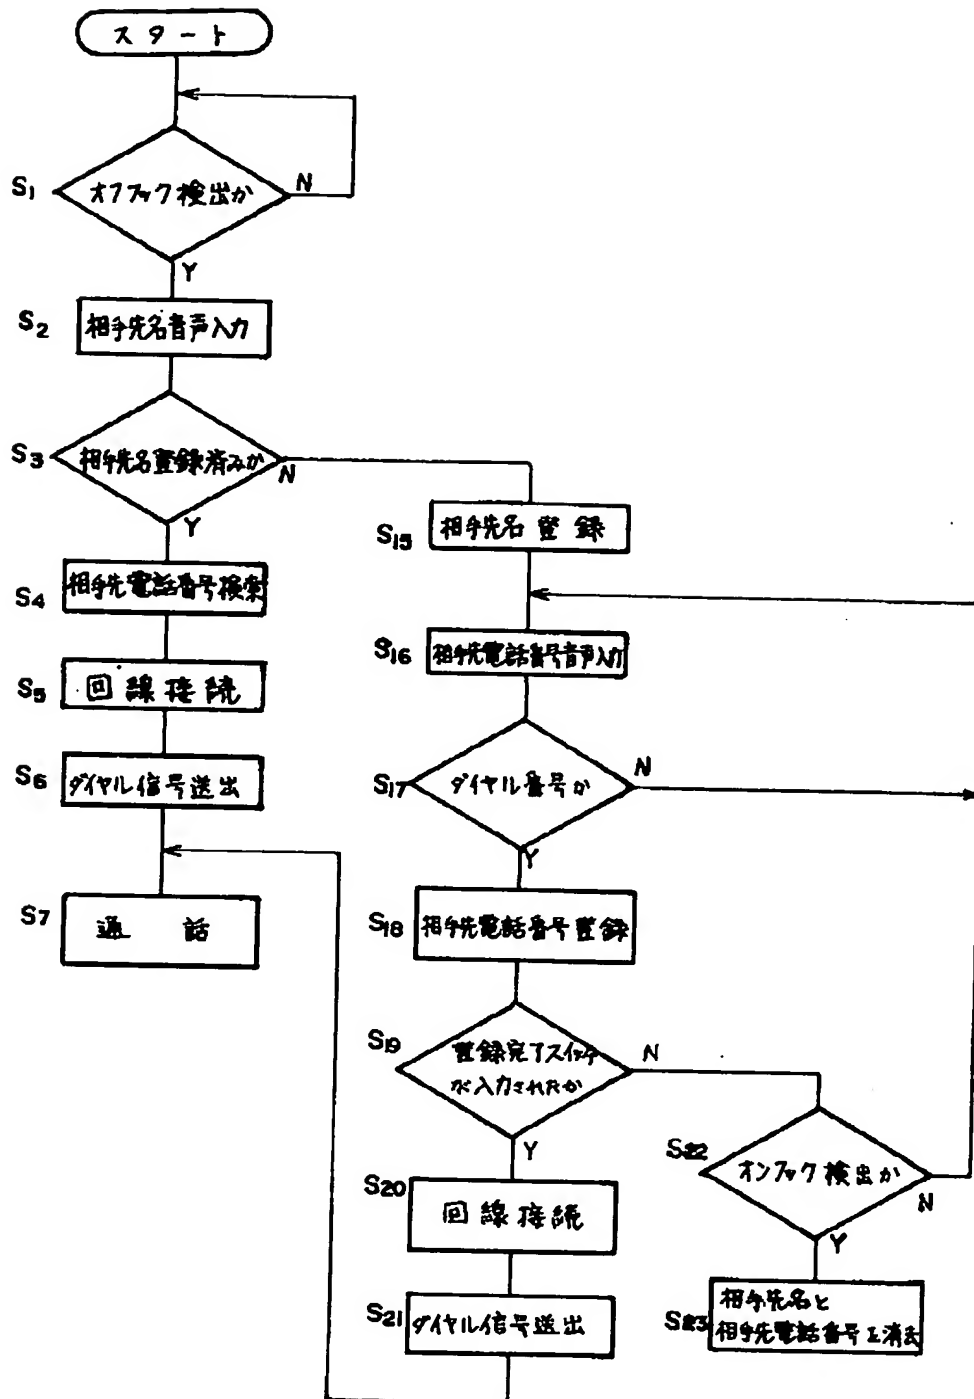 スタート
S1
オフフック検出か
N
Y
S2
相手先名音声入力
S3
相手先名登録済みか
N
Y
S4
相手先電話番号検索
S5
回線接続
S6
ダイヤル信号送出
S7
通話
S15
相手先名登録
S16
相手先電話番号音声入力
S17
ダイヤル番号か
N
Y
S18
相手先電話番号登録
S19
登録完了スイッチ
が入力されたか
N
Y
S20
回線接続
S21
ダイヤル信号送出
S22
オンフック検出か
N
Y
S23
相手先名と
相手先電話番号を消去